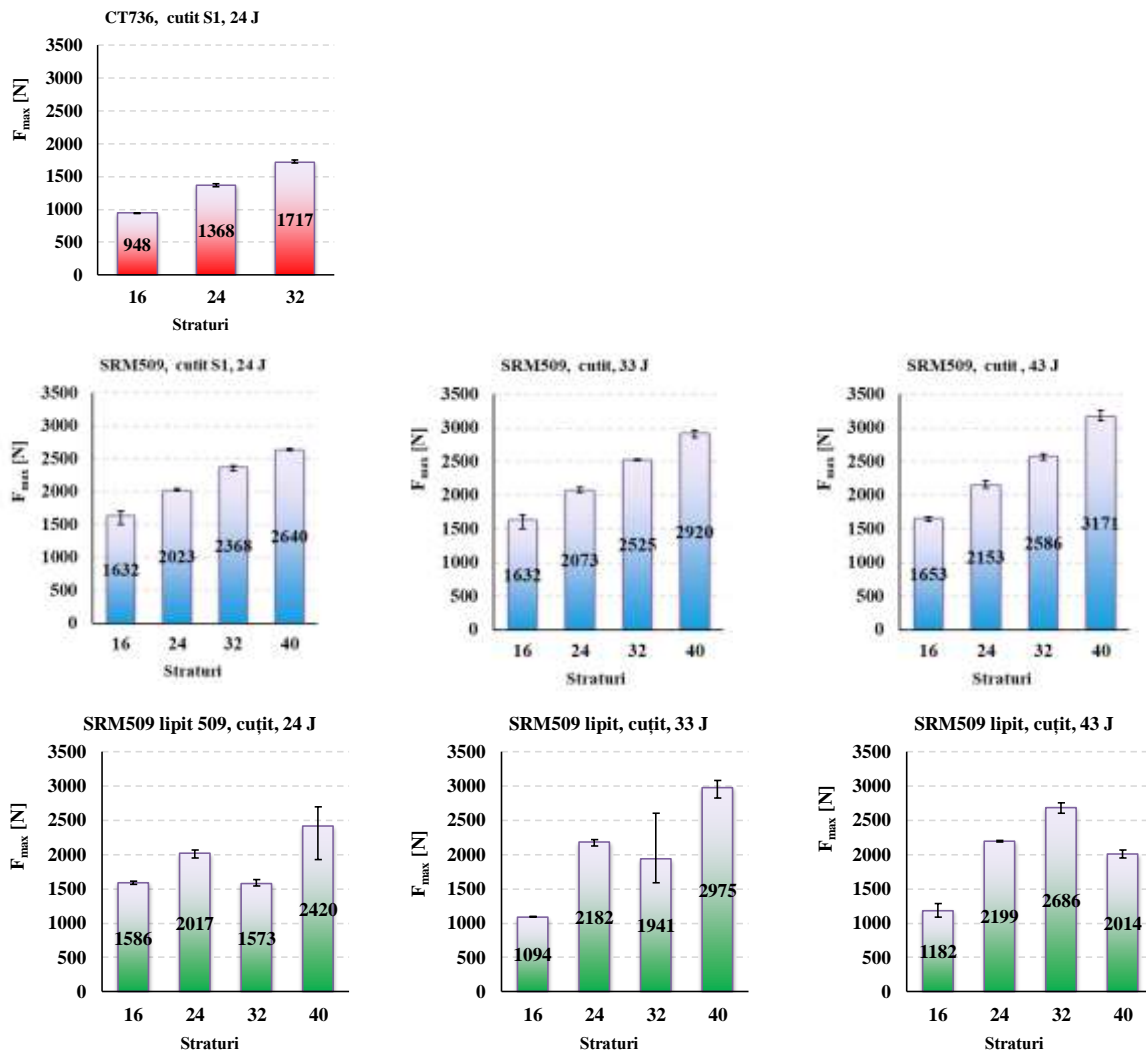 CT736, cutit S1, 24 J
F_max [N]
3500
3000
2500
2000
1500
1000
500
0
948
1368
1717
16 24 32
Straturi
SRM509, cutit S1, 24 J
F_max [N]
3500
3000
2500
2000
1500
1000
500
0
1632
2023
2368
2640
16 24 32 40
Straturi
SRM509, cutit, 33 J
F_max [N]
3500
3000
2500
2000
1500
1000
500
0
1632
2073
2525
2920
16 24 32 40
Straturi
SRM509, cutit , 43 J
F_max [N]
3500
3000
2500
2000
1500
1000
500
0
1653
2153
2586
3171
16 24 32 40
Straturi
SRM509 lipit 509, cuțit, 24 J
F_max [N]
3500
3000
2500
2000
1500
1000
500
0
1586
2017
1573
2420
16 24 32 40
Straturi
SRM509 lipit, cuțit, 33 J
F_max [N]
3500
3000
2500
2000
1500
1000
500
0
1094
2182
1941
2975
16 24 32 40
Straturi
SRM509 lipit, cuțit, 43 J
F_max [N]
3500
3000
2500
2000
1500
1000
500
0
1182
2199
2686
2014
16 24 32 40
Straturi